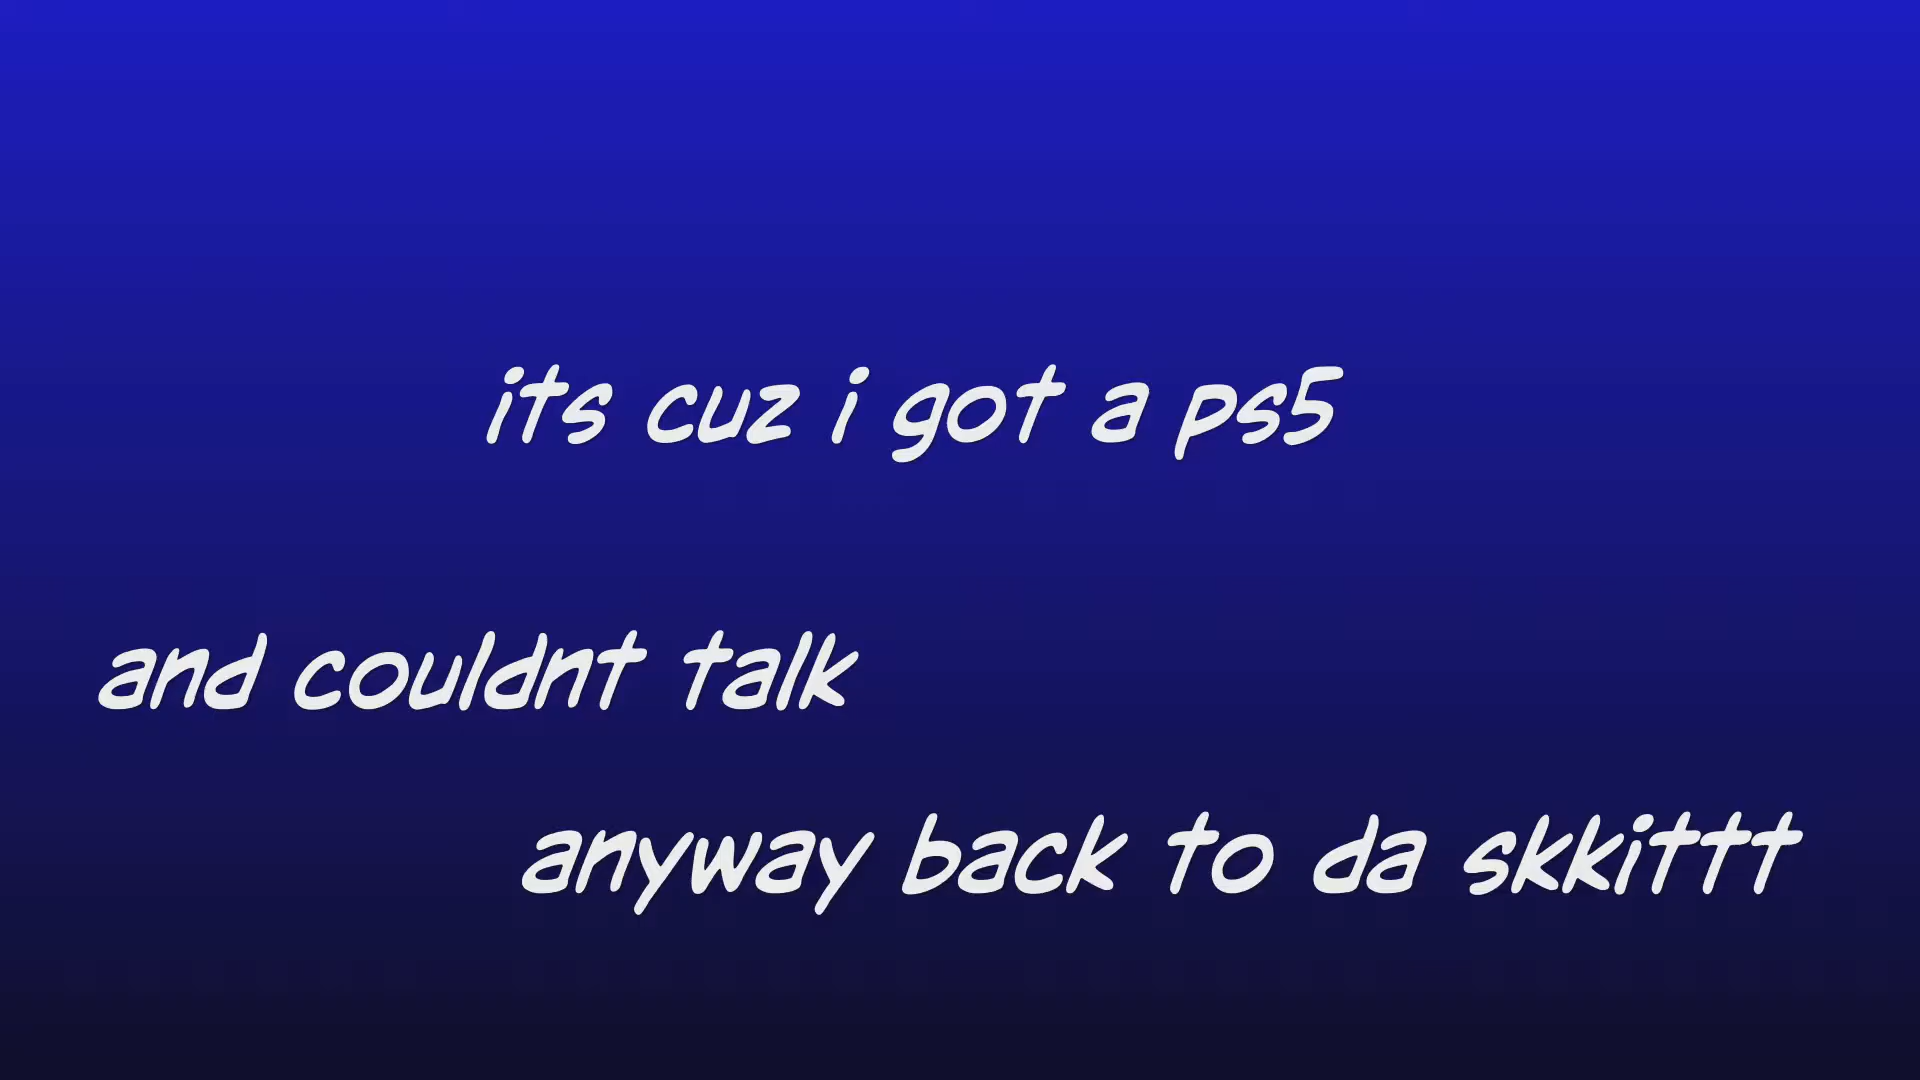 its cuz i got a ps5
and couldnt talk
anyway back to da skkittt